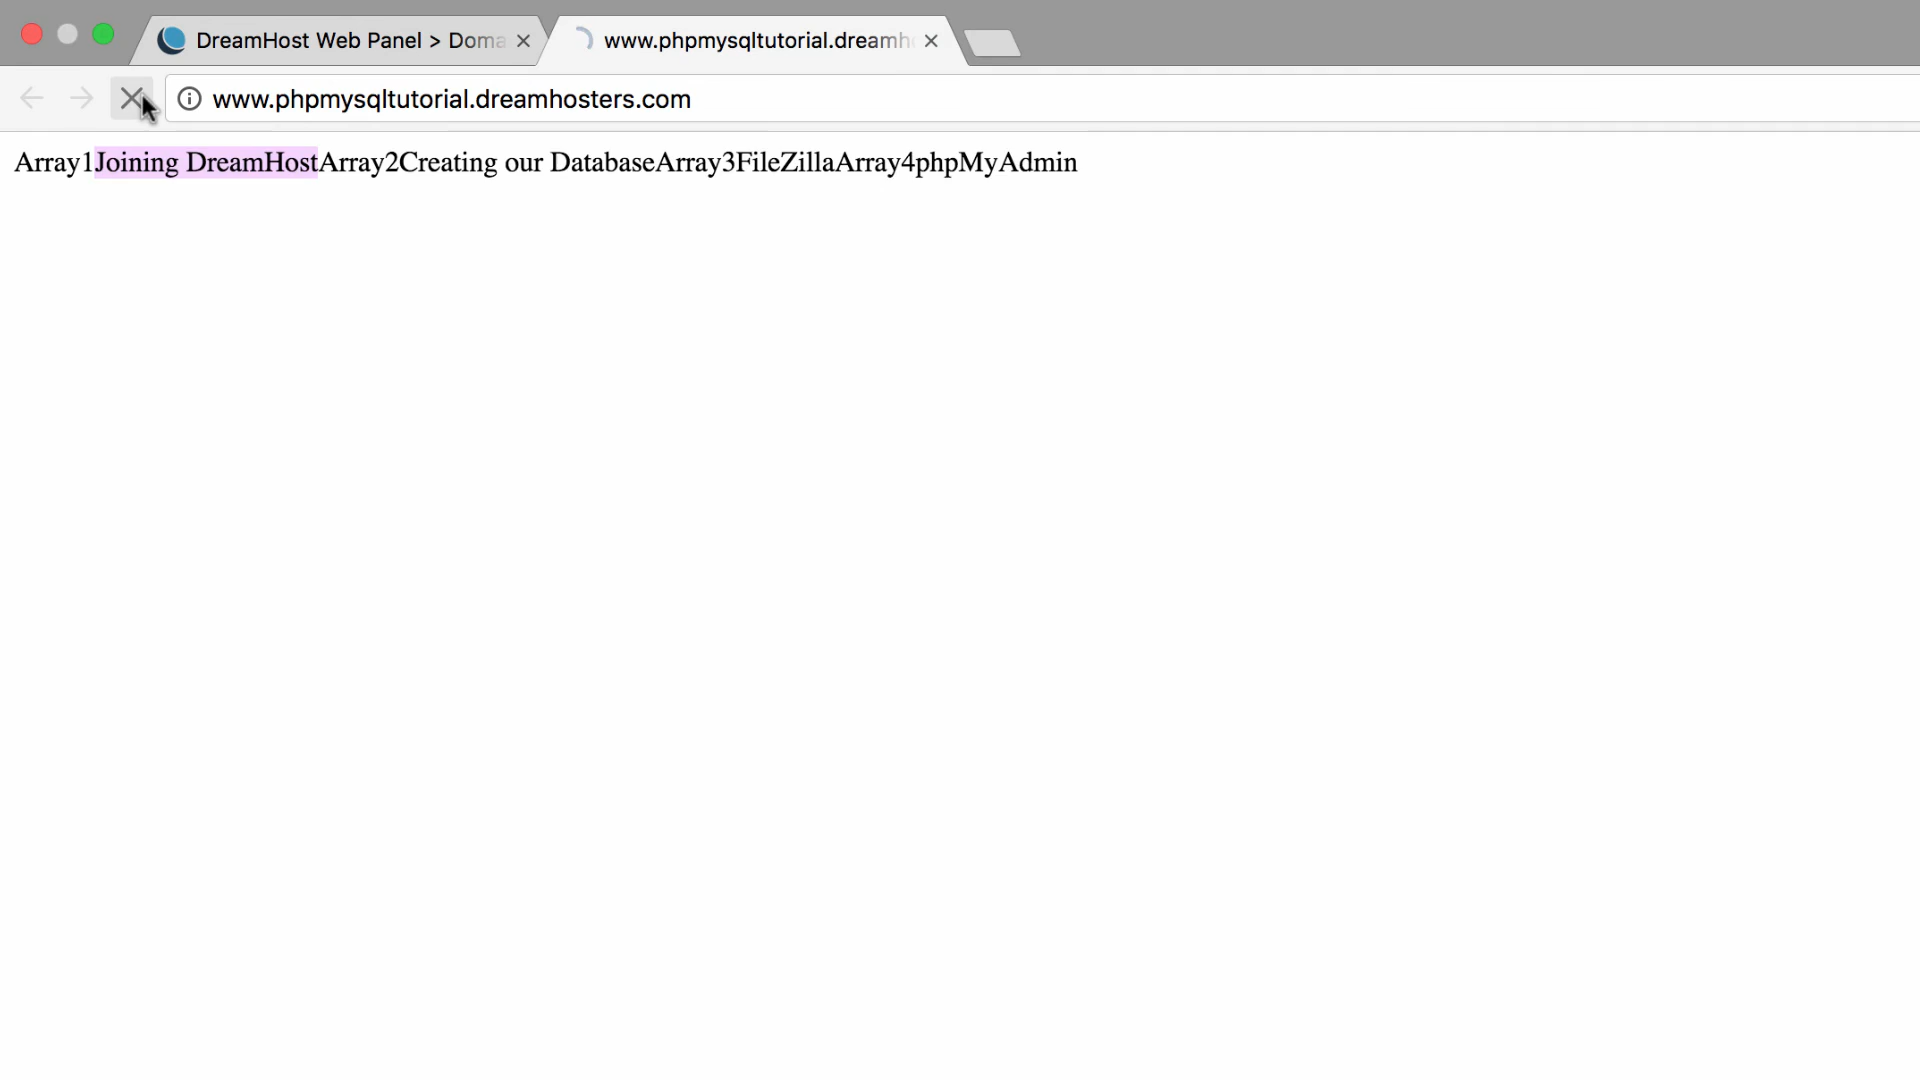 DreamHost Web Panel > Doma
www.phpmysqltutorial.dreamh
www.phpmysqltutorial.dreamhosters.com
Array1Joining DreamHostArray2Creating our DatabaseArray3FileZillaArray4phpMyAdmin